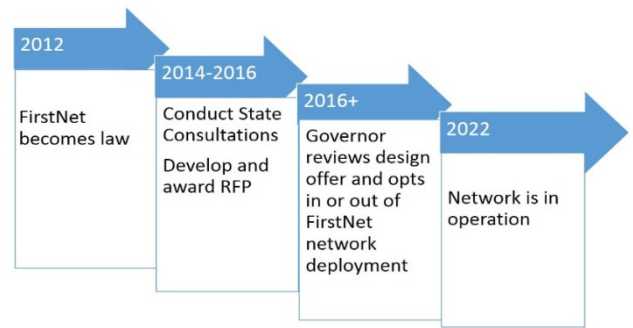 2012
FirstNet
becomes law
2014-2016
Conduct State
Consultations
Develop and
award RFP
2016+
Governor
reviews design
offer and opts
in or out of
FirstNet
network
deployment
2022
Network is in
operation